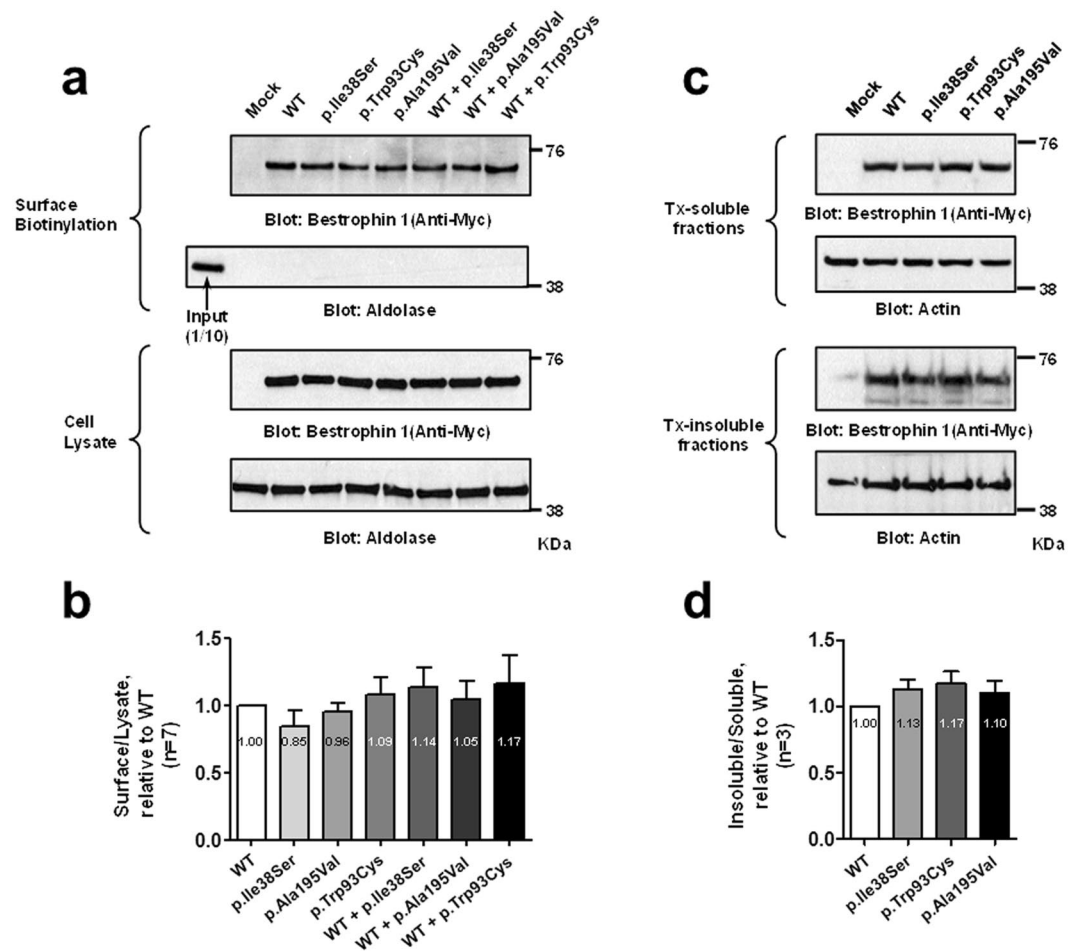 a
Mock
WT
p.Ile38Ser
p.Trp93Cys
p.Ala195Val
WT + p.Ile38Ser
WT + p.Ala195Val
WT + p.Trp93Cys
Surface
Biotinylation
76
Blot: Bestrophin 1(Anti-Myc)
38
Input
(1/10)
Blot: Aldolase
Cell
Lysate
76
Blot: Bestrophin 1(Anti-Myc)
38
Blot: Aldolase
KDa
c
Mock
WT
p.Ile38Ser
p.Trp93Cys
p.Ala195Val
Tx-soluble
fractions
76
Blot: Bestrophin 1(Anti-Myc)
38
Blot: Actin
Tx-insoluble
fractions
76
Blot: Bestrophin 1(Anti-Myc)
38
Blot: Actin
KDa
b
Surface/Lysate,
relative to WT
(n=7)
1.5
1.0
0.5
0.0
1.00
0.85
0.96
1.09
1.14
1.05
1.17
WT
p.Ile38Ser
p.Ala195Val
p.Trp93Cys
WT + p.Ile38Ser
WT + p.Ala195Val
WT + p.Trp93Cys
d
Insoluble/Soluble,
relative to WT
(n=3)
1.5
1.0
0.5
0.0
1.00
1.13
1.17
1.10
WT
p.Ile38Ser
p.Trp93Cys
p.Ala195Val